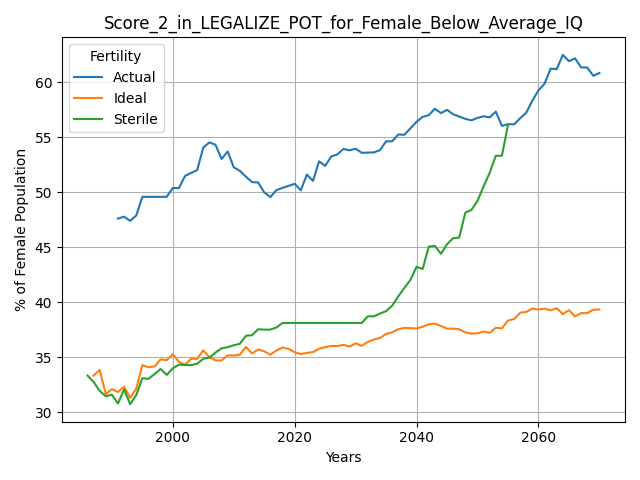 Score_2_in_LEGALIZE_POT_for_Female_Below_Average_IQ
Fertility
Actual
Ideal
Sterile
% of Female Population
60
55
50
45
40
35
30
2000
2020
2040
2060
Years